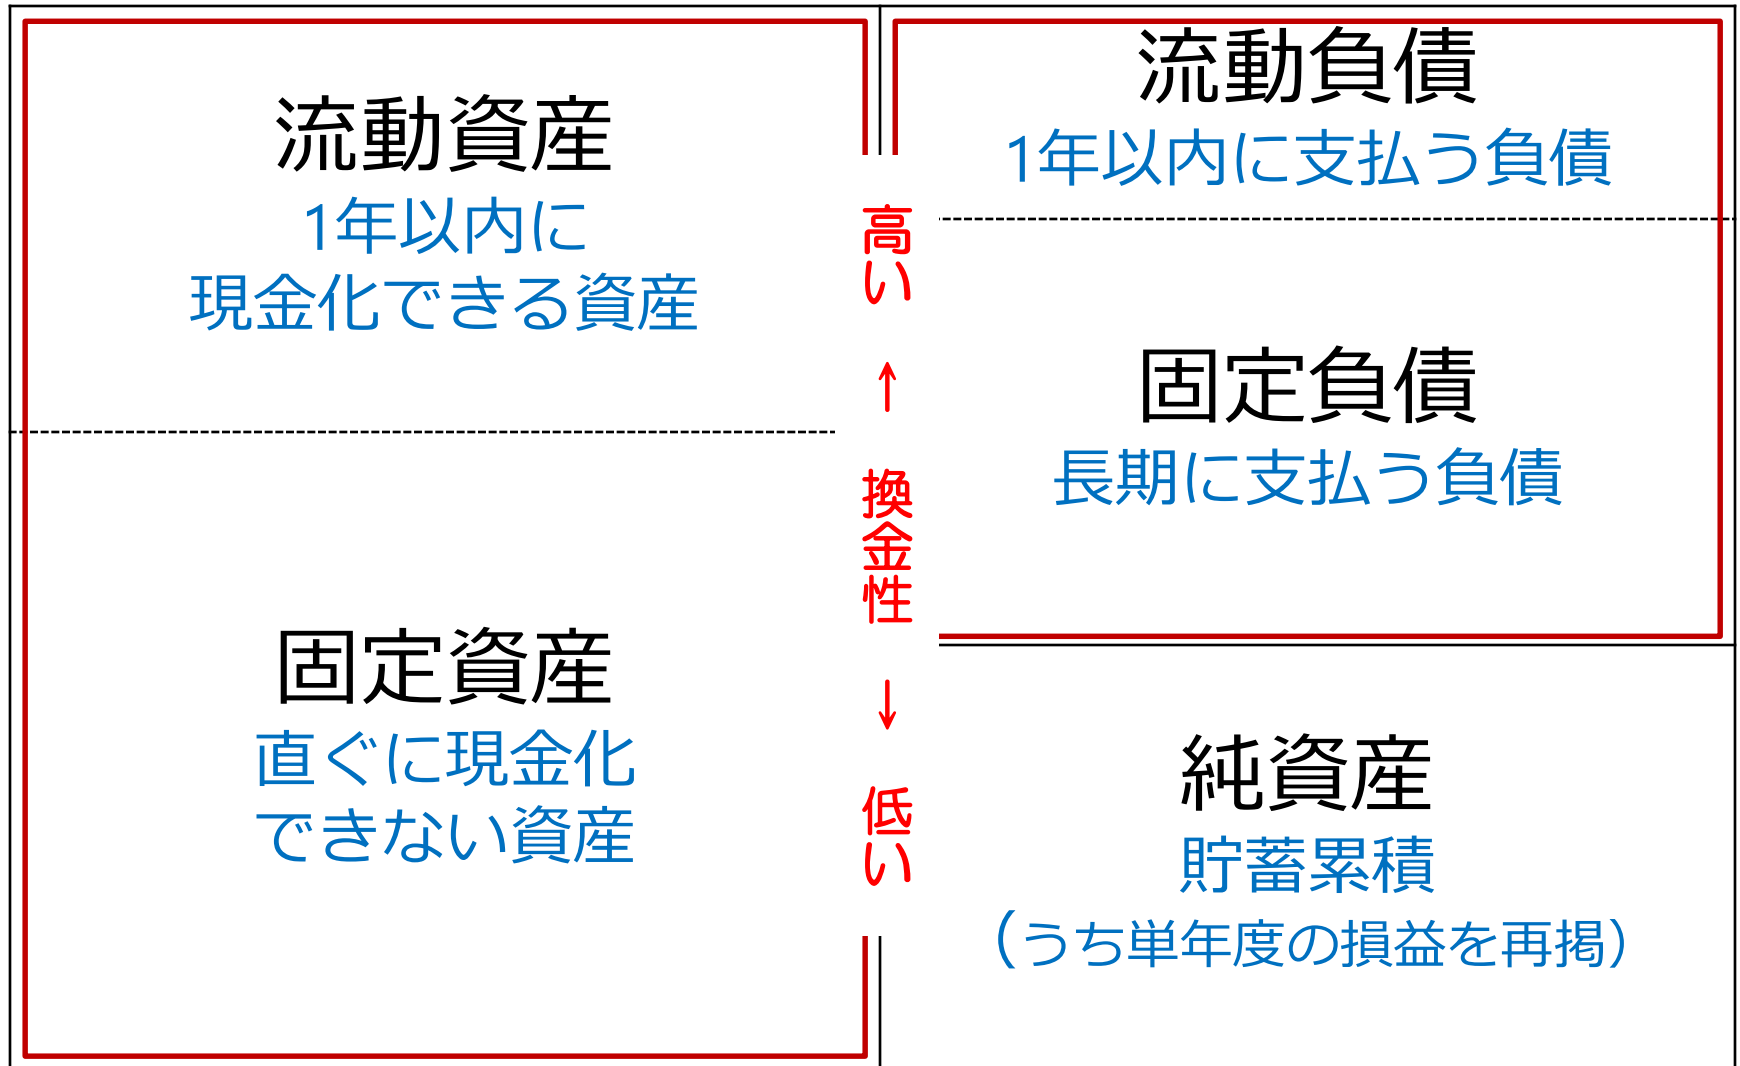 流動資産
1年以内に
現金化できる資産
固定資産
直ぐに現金化
できない資産
高い ↑ 換金性 ↓ 低い
流動負債
1年以内に支払う負債
固定負債
長期に支払う負債
純資産
貯蓄累積
(うち単年度の損益を再掲)